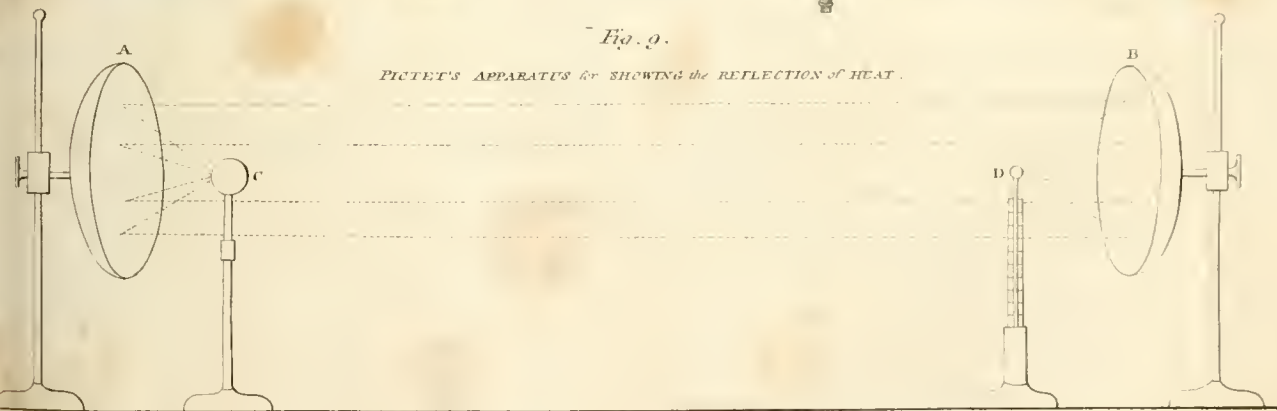 Fig. 9.
A
B
PICTET'S APPARATUS for SHOWING the REFLECTION of HEAT.
C
D